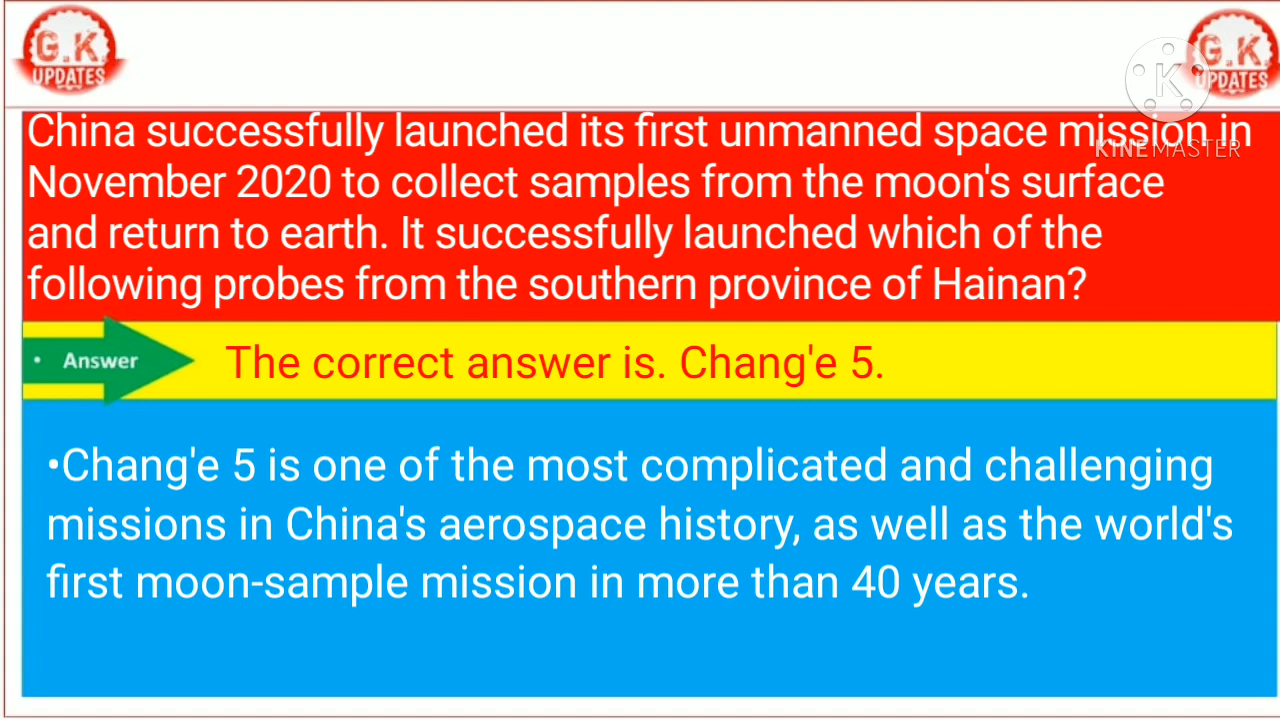 G.K.
UPDATES
G.K.
UPDATES
K
KINEMASTER
China successfully launched its first unmanned space mission in
November 2020 to collect samples from the moon's surface
and return to earth. It successfully launched which of the
following probes from the southern province of Hainan?
• Answer
The correct answer is. Chang'e 5.
•Chang'e 5 is one of the most complicated and challenging
missions in China's aerospace history, as well as the world's
first moon-sample mission in more than 40 years.